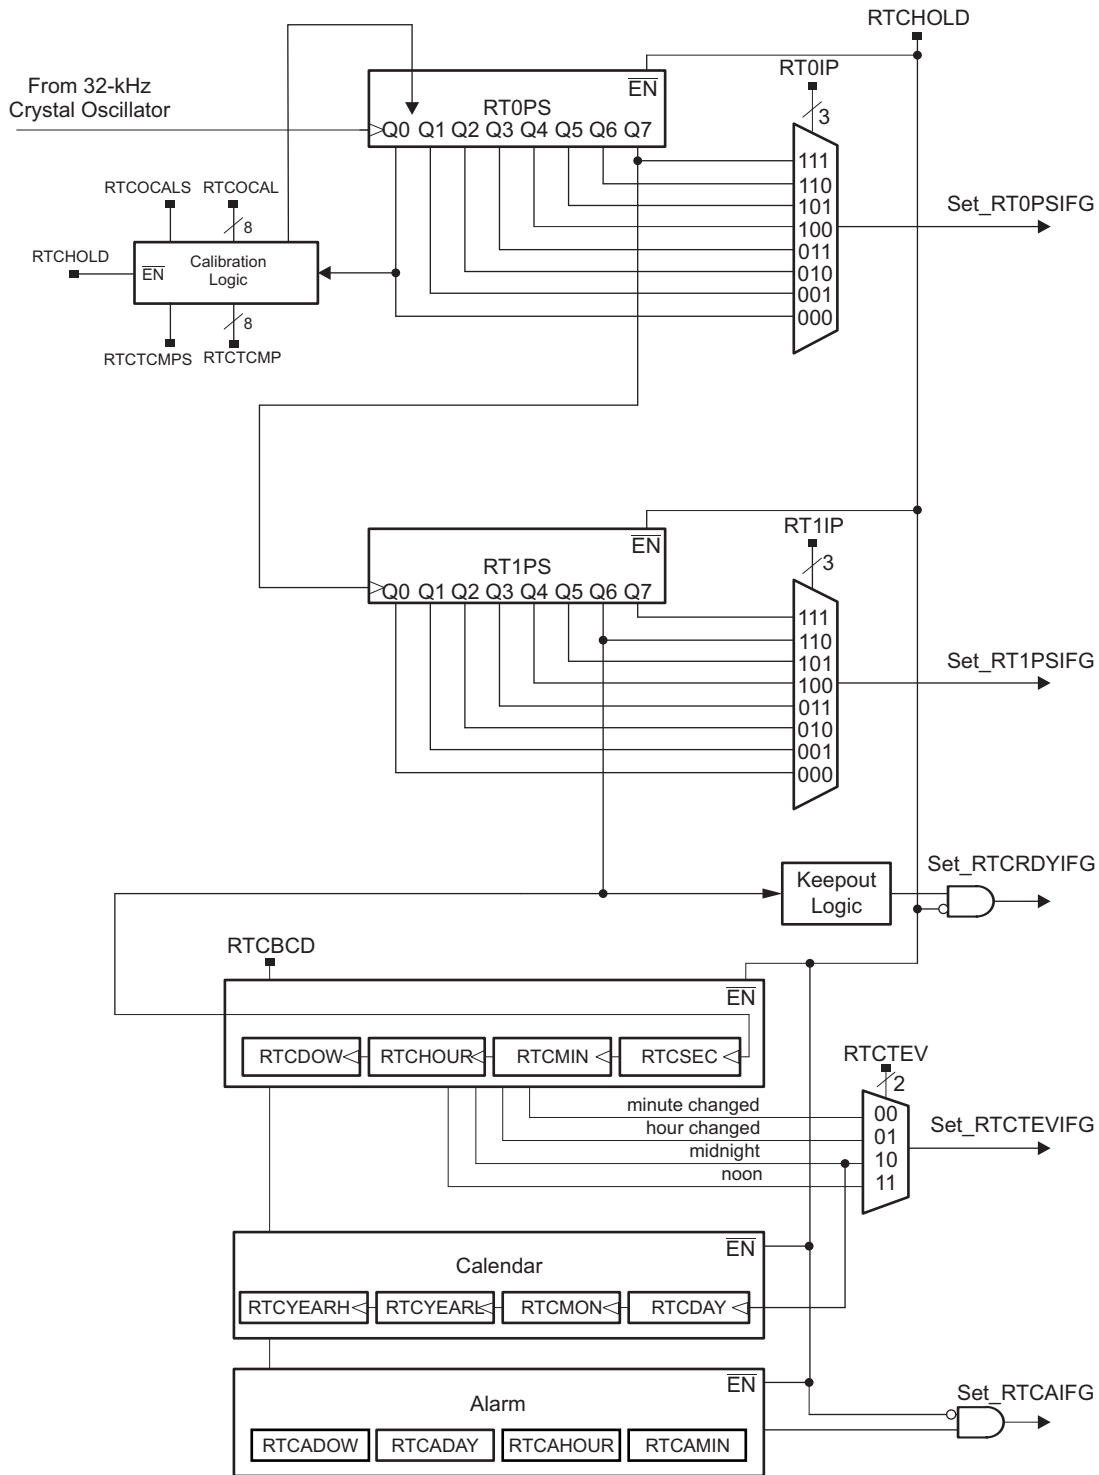 RTCHOLD
RT0IP
From 32-kHz
Crystal Oscillator
EN
RT0PS
Q0 Q1 Q2 Q3 Q4 Q5 Q6 Q7
3
111
110
101
100
011
010
001
000
Set_RT0PSIFG
RTCOCALS RTCOCAL
8
RTCHOLD
EN
Calibration
Logic
8
RTCTCMPS RTCTCMP
RT1IP
EN
RT1PS
Q0 Q1 Q2 Q3 Q4 Q5 Q6 Q7
3
111
110
101
100
011
010
001
000
Set_RT1PSIFG
Keepout
Logic
Set_RTCRDYIFG
RTCBCD
EN
RTCDOW RTCHOUR RTCMIN RTCSEC
RTCTEV
2
minute changed
hour changed
midnight
noon
00
01
10
11
Set_RTCTEVIFG
EN
Calendar
RTCYEARH RTCYEARL RTCMON RTCDAY
EN
Alarm
RTCADOW RTCADAY RTCAHOUR RTCAMIN
Set_RTCAIFG